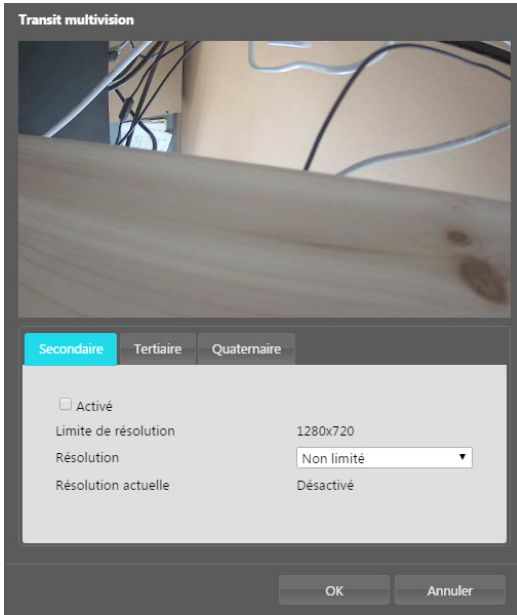 Transit multivision
Secondaire Tertiaire Quaternaire
Activé
Limite de résolution 1280x720
Résolution Non limité
Résolution actuelle Désactivé
OK Annuler